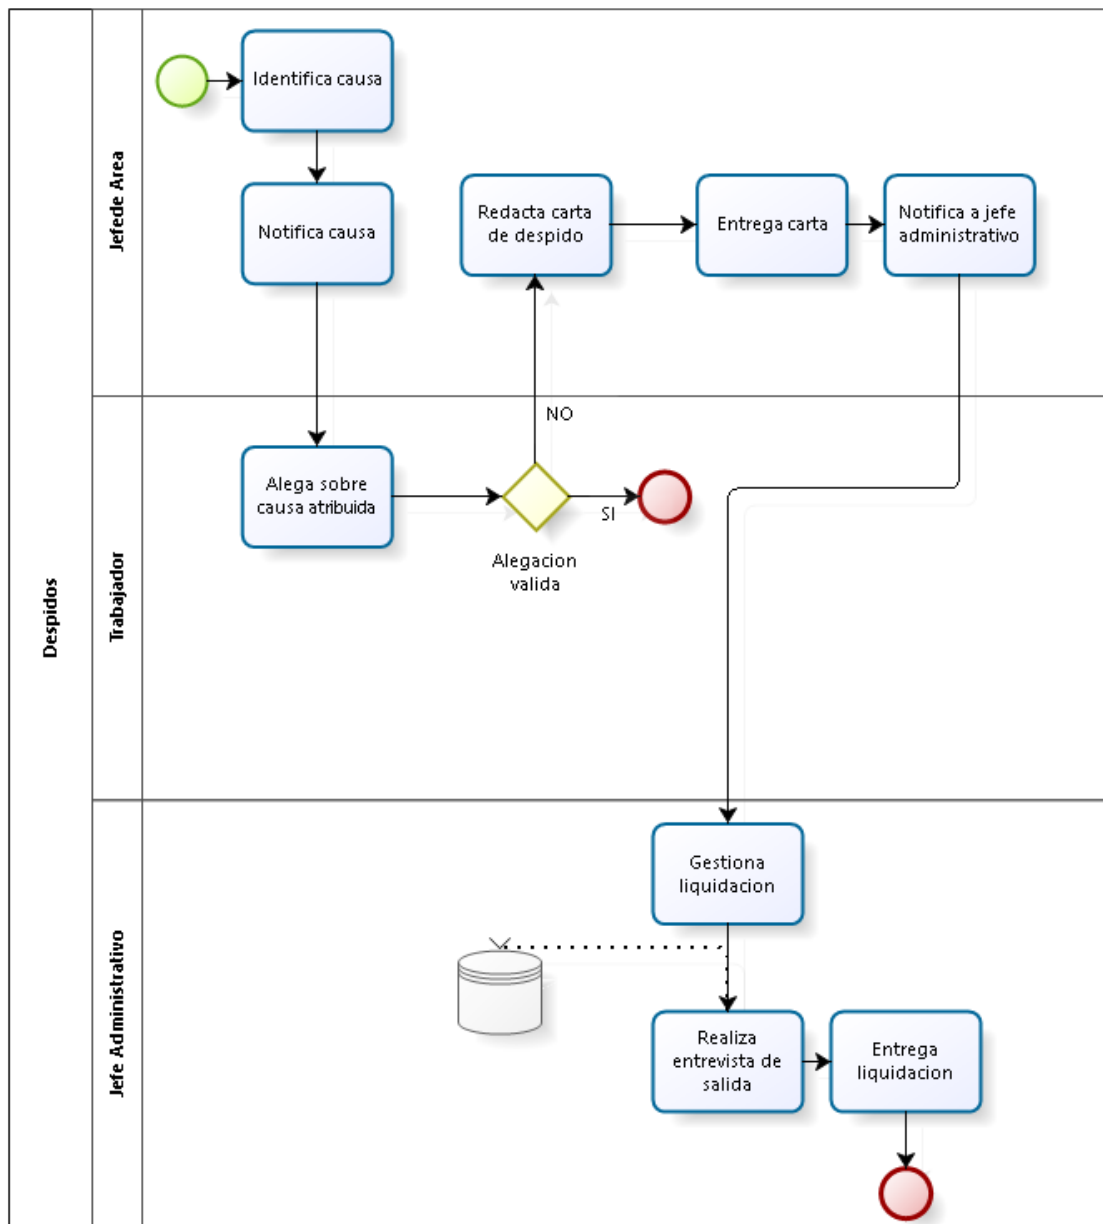 Despidos
Jefede Area
Identifica causa
Notifica causa
Redacta carta
de despido
Entrega carta
Notifica a jefe
administrativo
Trabajador
Alega sobre
causa atribuida
NO
SI
Alegacion
valida
Jefe Administrativo
Gestiona
liquidacion
Realiza
entrevista de
salida
Entrega
liquidacion